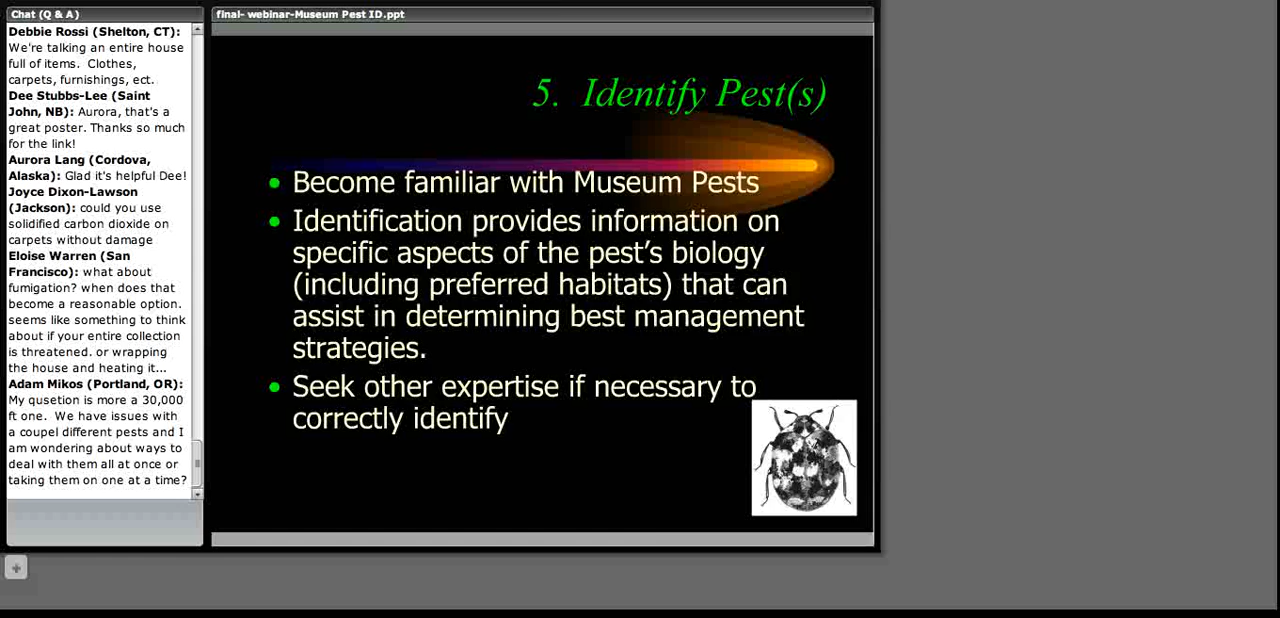 Chat (Q & A)
Debbie Rossi (Shelton, CT):
We're talking an entire house
full of items.  Clothes,
carpets, furnishings, ect.
Dee Stubbs-Lee (Saint
John, NB): Aurora, that's a
great poster. Thanks so much
for the link!
Aurora Lang (Cordova,
Alaska): Glad it's helpful Dee!
Joyce Dixon-Lawson
(Jackson): could you use
solidified carbon dioxide on
carpets without damage
Eloise Warren (San
Francisco): what about
fumigation? when does that
become a reasonable option.
seems like something to think
about if your entire collection
is threatened. or wrapping
the house and heating it...
Adam Mikos (Portland, OR):
My qusetion is more a 30,000
ft one.  We have issues with
a coupel different pests and I
am wondering about ways to
deal with them all at once or
taking them on one at a time?
final- webinar-Museum Pest ID.ppt
5.  Identify Pest(s)
Become familiar with Museum Pests
Identification provides information on
specific aspects of the pest’s biology
(including preferred habitats) that can
assist in determining best management
strategies.
Seek other expertise if necessary to
correctly identify